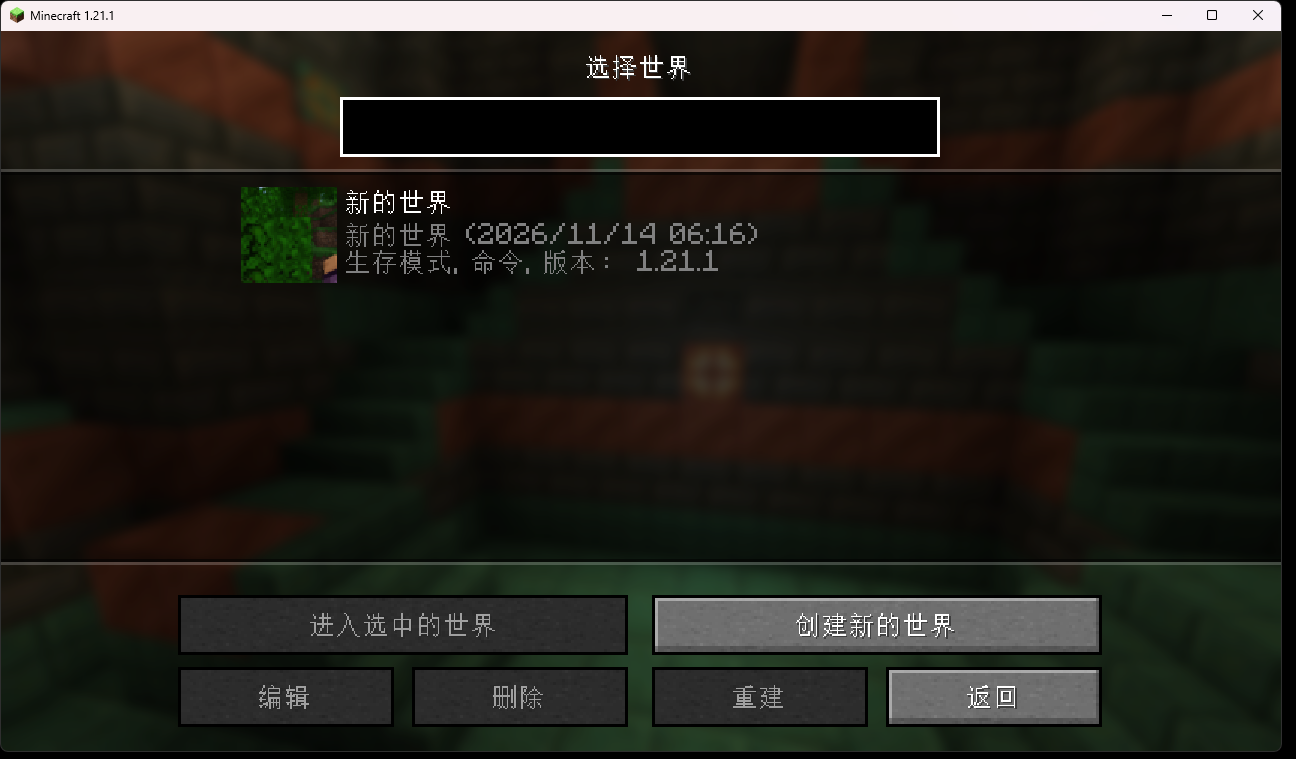 Minecraft 1.21.1
选择世界
新的世界
新的世界 (2026/11/14 06:16)
生存模式, 命令, 版本： 1.21.1
进入选中的世界
创建新的世界
编辑
删除
重建
返回